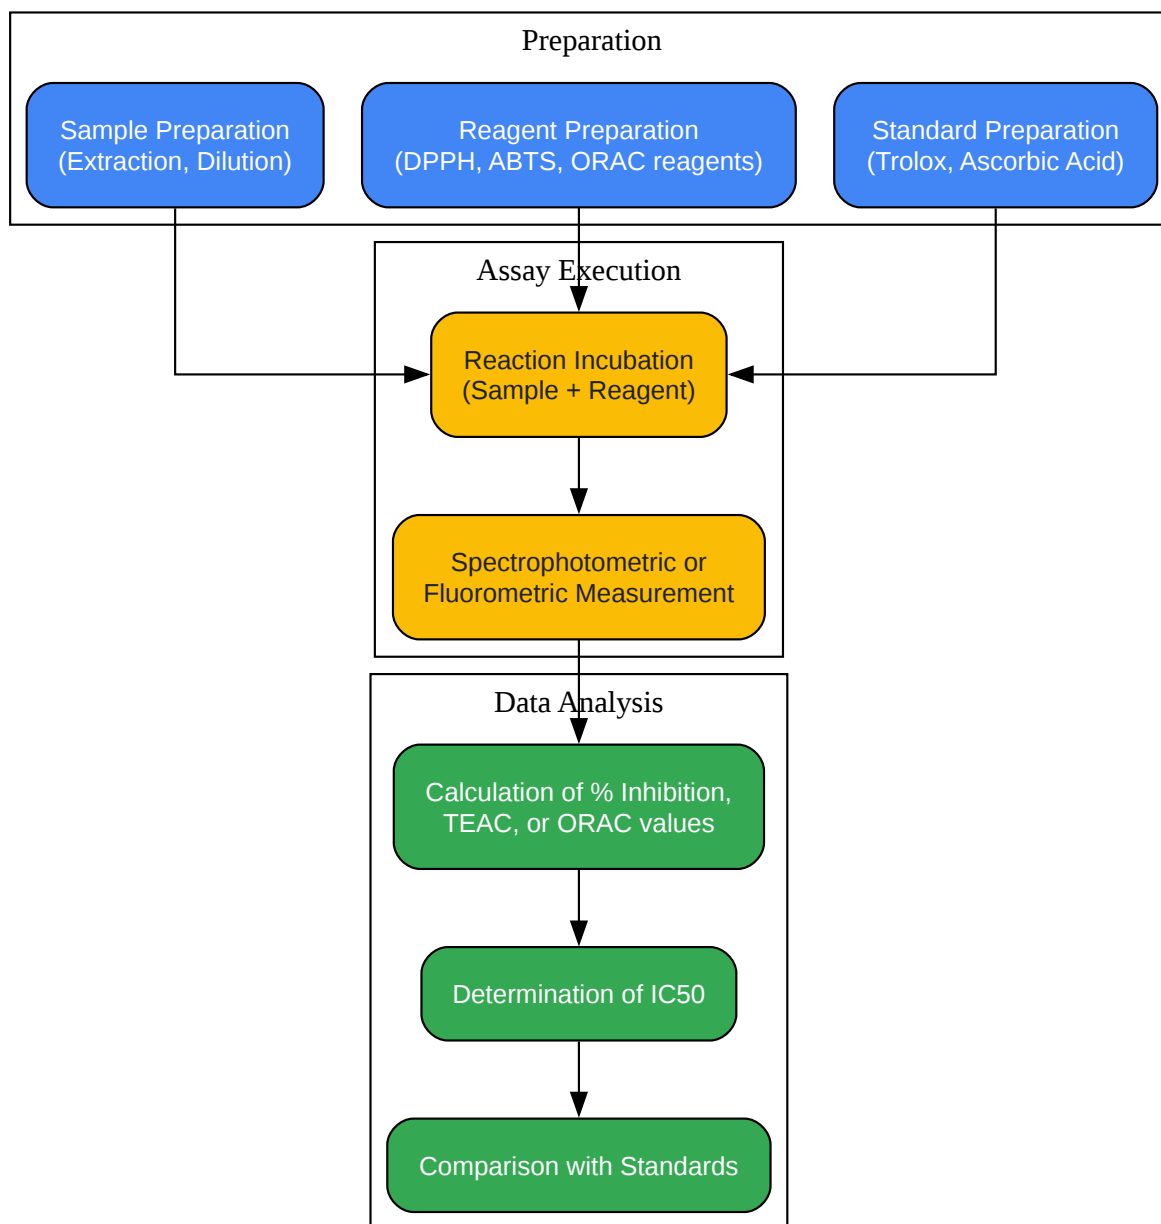 Preparation
Sample Preparation
(Extraction, Dilution)
Reagent Preparation
(DPPH, ABTS, ORAC reagents)
Standard Preparation
(Trolox, Ascorbic Acid)
Assay Execution
Reaction Incubation
(Sample + Reagent)
Spectrophotometric or
Fluorometric Measurement
Data Analysis
Calculation of % Inhibition,
TEAC, or ORAC values
Determination of IC50
Comparison with Standards